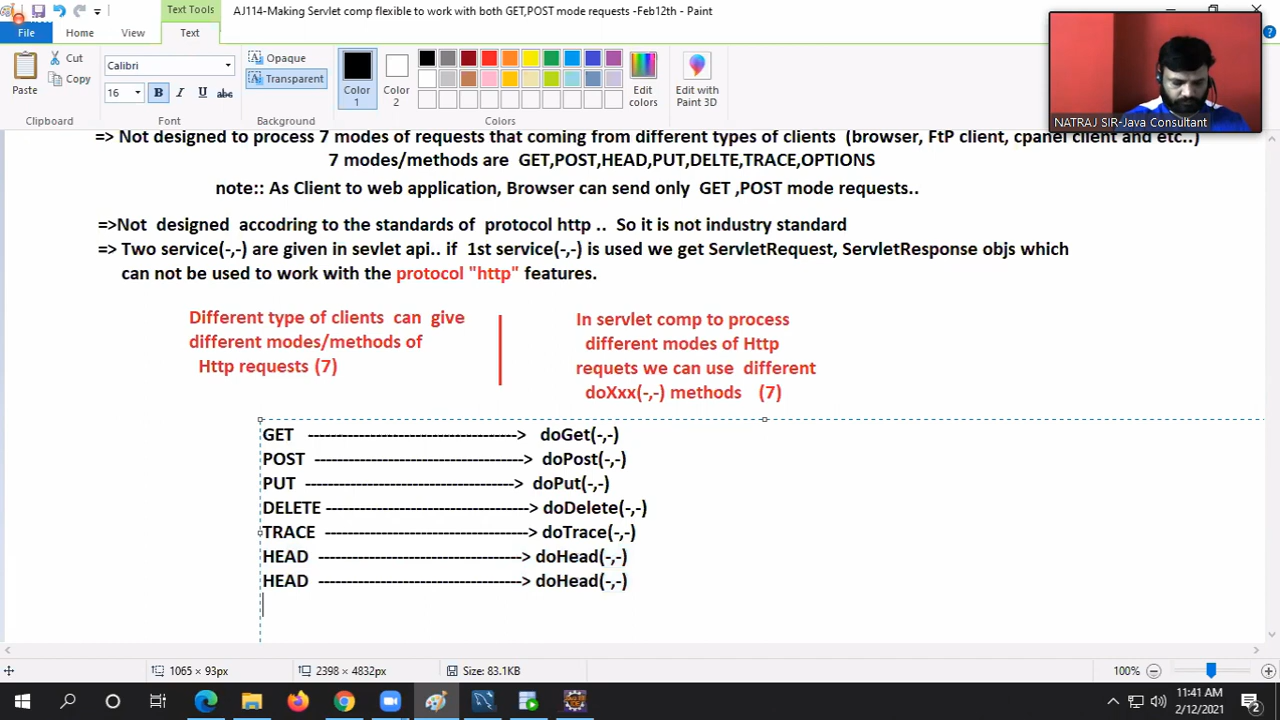 Text Tools
AJ114-Making Servlet comp flexible to work with both GET,POST mode requests -Feb12th - Paint
File Home View Text
Paste
Cut
Copy
Clipboard
Calibri
16 B I U abc
Font
Opaque
Transparent
Background
Color 1
Color 2
Edit colors
Edit with Paint 3D
Colors
NATRAJ SIR-Java Consultant
=> Not designed to process 7 modes of requests that coming from different types of clients (browser, FtP client, cpanel client and etc..)
7 modes/methods are GET,POST,HEAD,PUT,DELTE,TRACE,OPTIONS
note:: As Client to web application, Browser can send only GET ,POST mode requests..
=>Not designed accodring to the standards of protocol http .. So it is not industry standard
=> Two service(-,-) are given in sevlet api.. if 1st service(-,-) is used we get ServletRequest, ServletResponse objs which
can not be used to work with the protocol "http" features.
Different type of clients can give
different modes/methods of
Http requests (7)
In servlet comp to process
different modes of Http
requets we can use different
doXxx(-,-) methods (7)
GET -------------------------------------> doGet(-,-)
POST -------------------------------------> doPost(-,-)
PUT -------------------------------------> doPut(-,-)
DELETE -------------------------------------> doDelete(-,-)
TRACE ------------------------------------> doTrace(-,-)
HEAD ------------------------------------> doHead(-,-)
HEAD ------------------------------------> doHead(-,-)
1065 × 93px
2398 × 4832px
Size: 83.1KB
100%
11:41 AM
2/12/2021
2